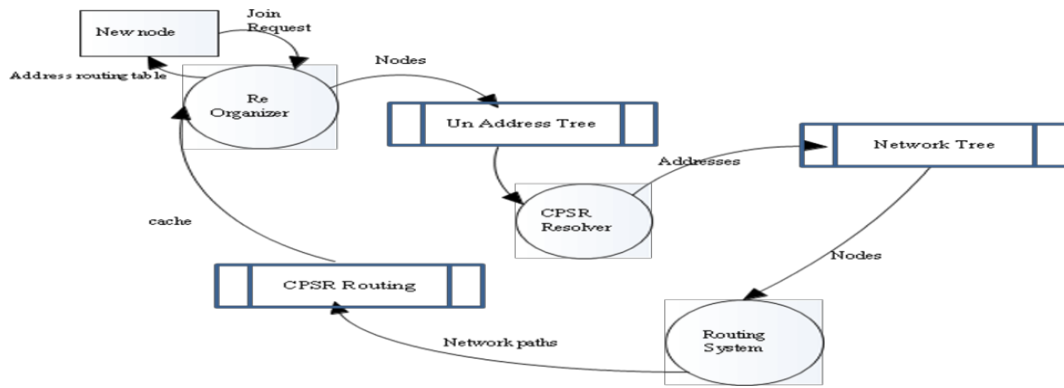 Join
Request
New node
Nodes
Address routing table
Re
Organizer
Un Address Tree
Network Tree
Addresses
CPSR
Resolver
cache
Nodes
CPSR Routing
Routing
System
Network paths